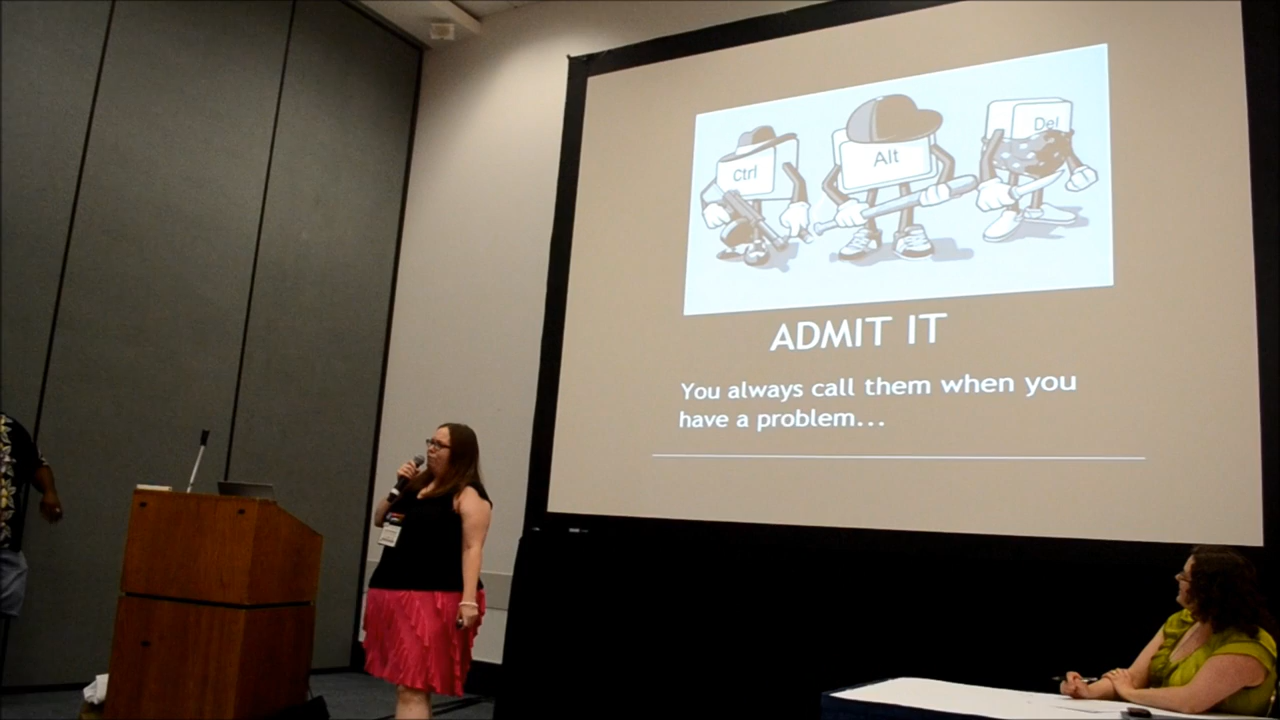 Ctrl
Alt
Del
ADMIT IT
You always call them when you
have a problem...